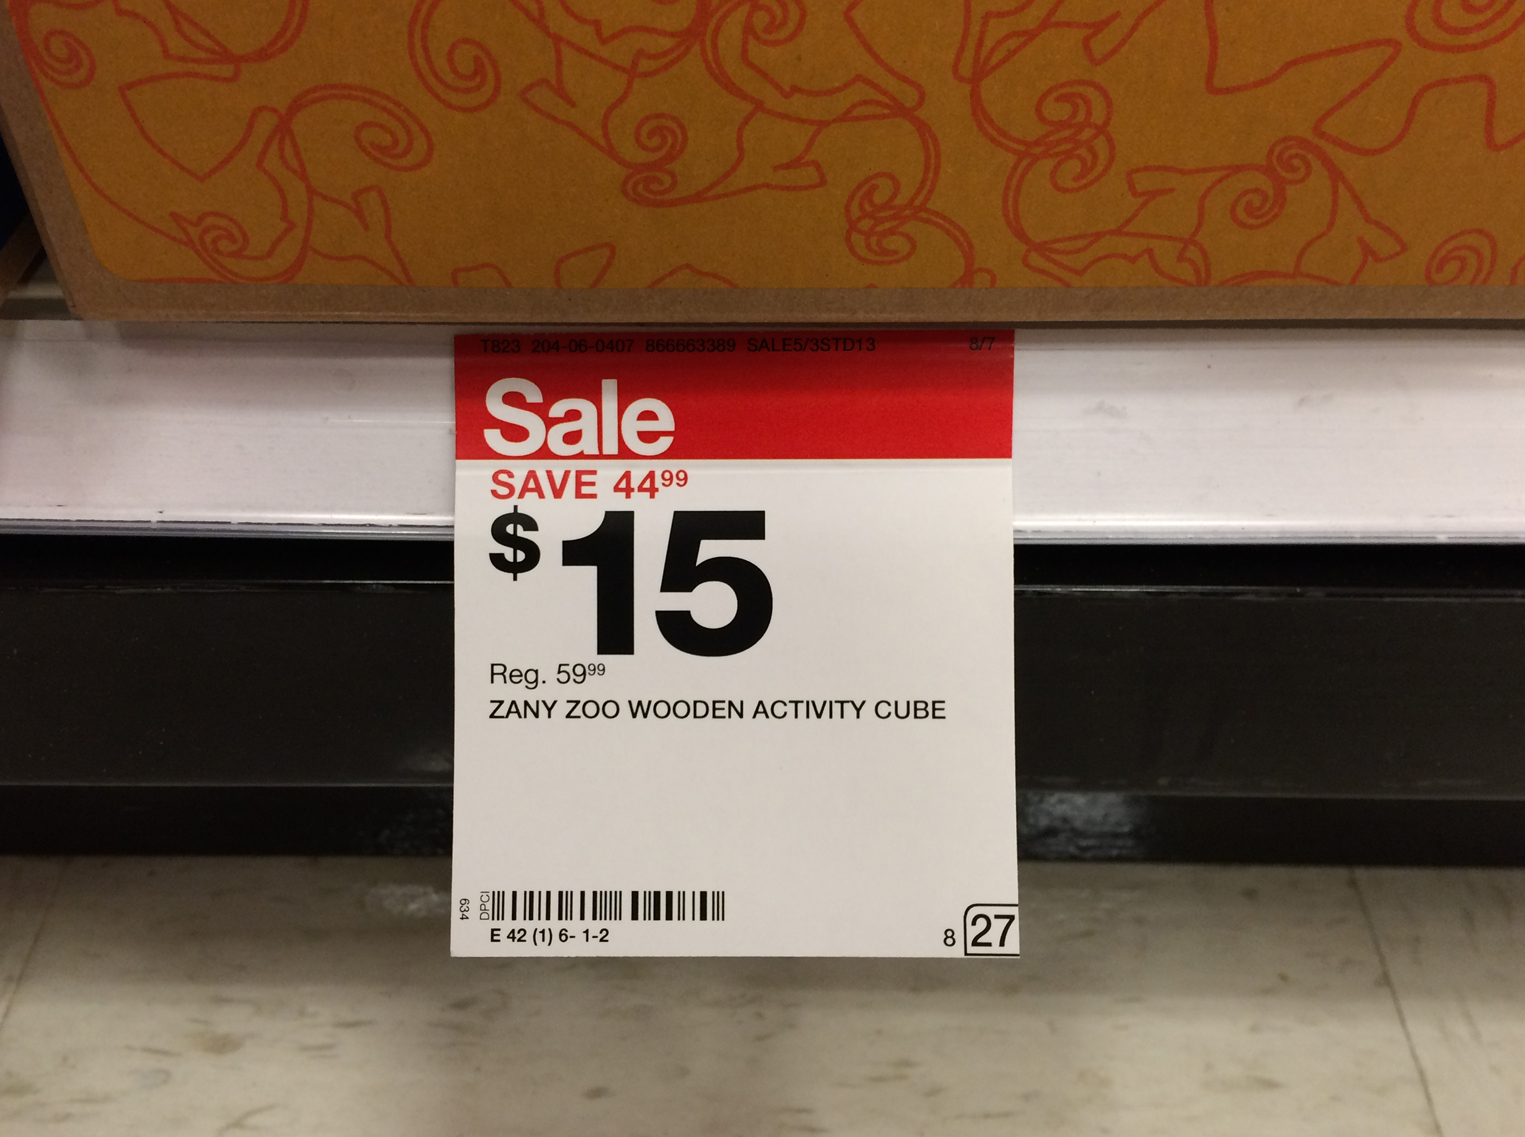 T823 204-06-0407 866663389 SALE5/3STD13 8/7
Sale
SAVE 44⁹⁹
$15
Reg. 59⁹⁹
ZANY ZOO WOODEN ACTIVITY CUBE
634
DPCI
E 42 (1) 6- 1-2
8 27